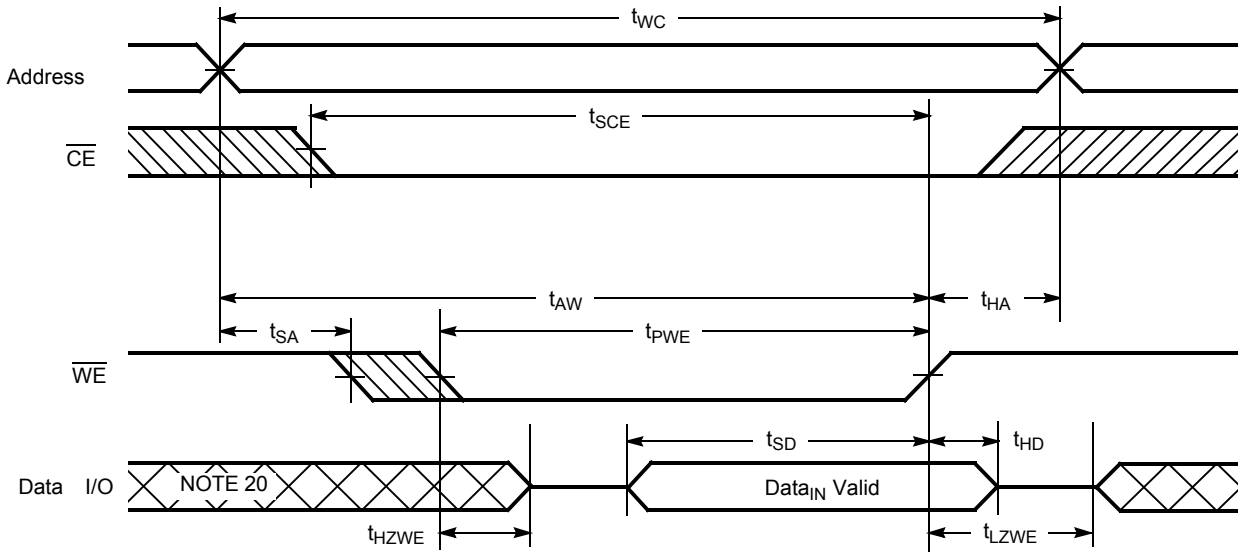 tWC
Address
tSCE
CE
tAW
tHA
tSA
tPWE
WE
tSD
tHD
Data I/O
NOTE 20
DataIN Valid
tHZWE
tLZWE